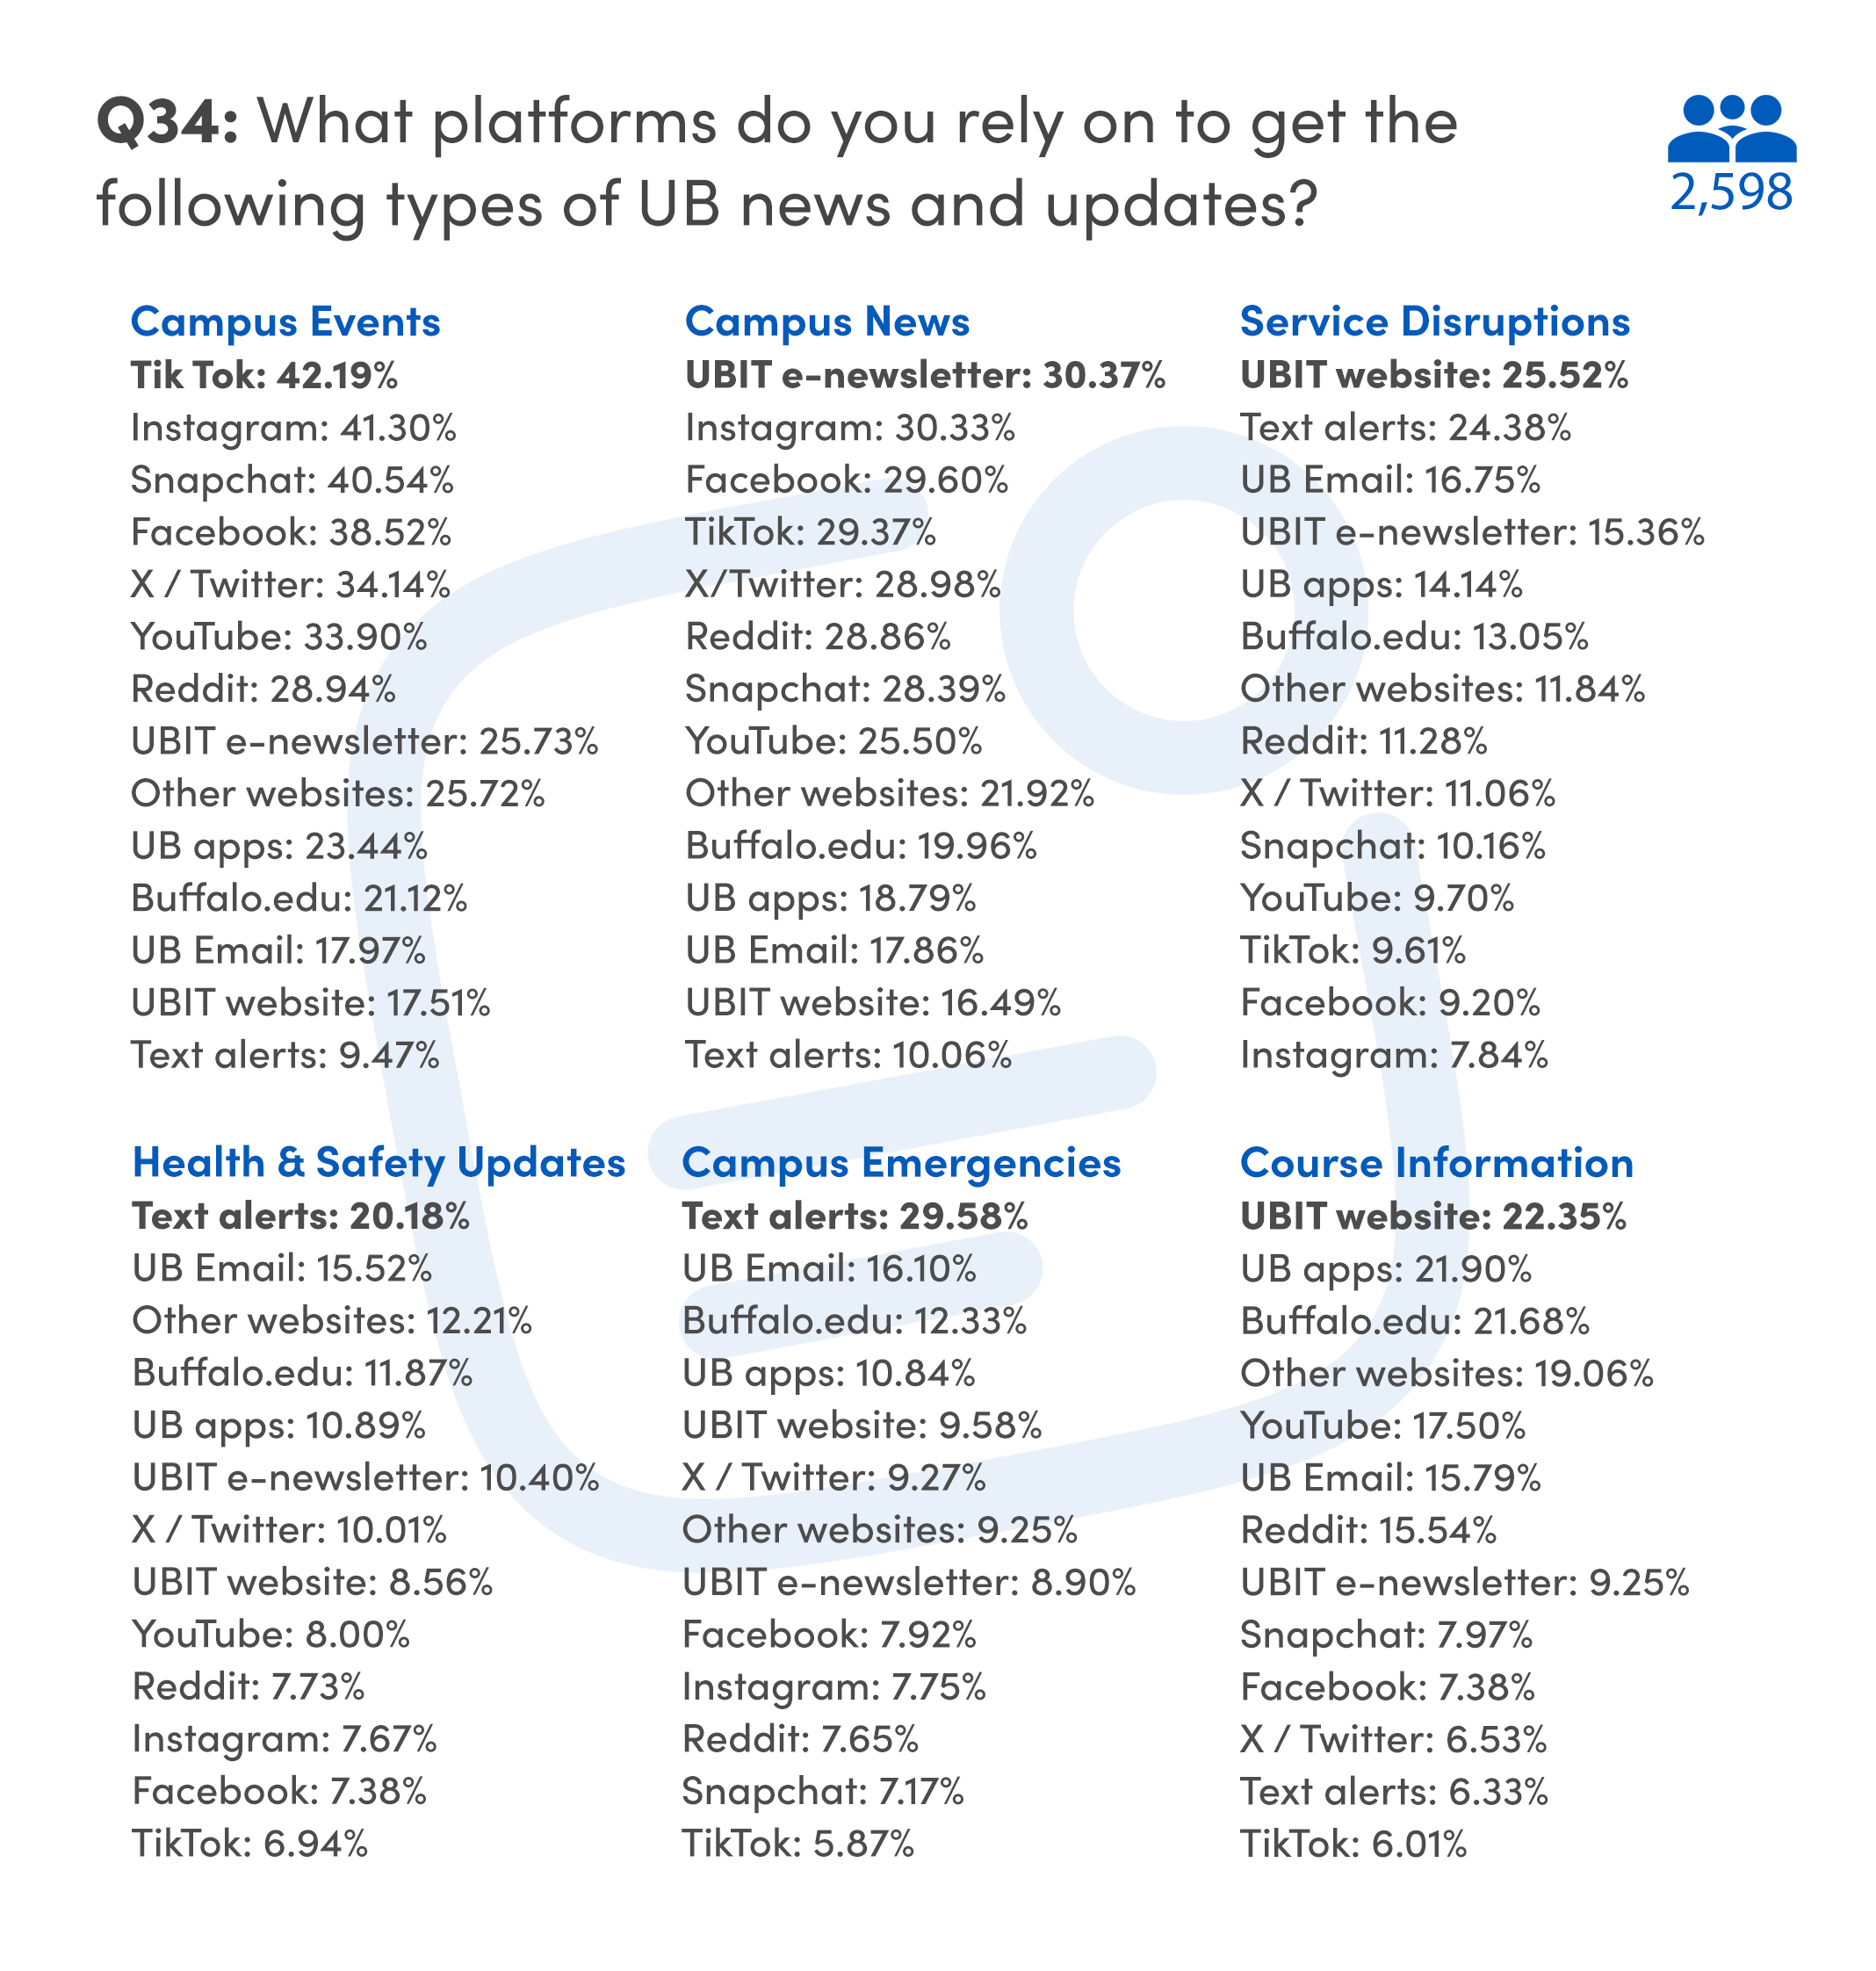 Q34: What platforms do you rely on to get the
following types of UB news and updates?
2,598
Campus Events
Tik Tok: 42.19%
Instagram: 41.30%
Snapchat: 40.54%
Facebook: 38.52%
X / Twitter: 34.14%
YouTube: 33.90%
Reddit: 28.94%
UBIT e-newsletter: 25.73%
Other websites: 25.72%
UB apps: 23.44%
Buffalo.edu: 21.12%
UB Email: 17.97%
UBIT website: 17.51%
Text alerts: 9.47%
Campus News
UBIT e-newsletter: 30.37%
Instagram: 30.33%
Facebook: 29.60%
TikTok: 29.37%
X/Twitter: 28.98%
Reddit: 28.86%
Snapchat: 28.39%
YouTube: 25.50%
Other websites: 21.92%
Buffalo.edu: 19.96%
UB apps: 18.79%
UB Email: 17.86%
UBIT website: 16.49%
Text alerts: 10.06%
Service Disruptions
UBIT website: 25.52%
Text alerts: 24.38%
UB Email: 16.75%
UBIT e-newsletter: 15.36%
UB apps: 14.14%
Buffalo.edu: 13.05%
Other websites: 11.84%
Reddit: 11.28%
X / Twitter: 11.06%
Snapchat: 10.16%
YouTube: 9.70%
TikTok: 9.61%
Facebook: 9.20%
Instagram: 7.84%
Health & Safety Updates
Text alerts: 20.18%
UB Email: 15.52%
Other websites: 12.21%
Buffalo.edu: 11.87%
UB apps: 10.89%
UBIT e-newsletter: 10.40%
X / Twitter: 10.01%
UBIT website: 8.56%
YouTube: 8.00%
Reddit: 7.73%
Instagram: 7.67%
Facebook: 7.38%
TikTok: 6.94%
Campus Emergencies
Text alerts: 29.58%
UB Email: 16.10%
Buffalo.edu: 12.33%
UB apps: 10.84%
UBIT website: 9.58%
X / Twitter: 9.27%
Other websites: 9.25%
UBIT e-newsletter: 8.90%
Facebook: 7.92%
Instagram: 7.75%
Reddit: 7.65%
Snapchat: 7.17%
TikTok: 5.87%
Course Information
UBIT website: 22.35%
UB apps: 21.90%
Buffalo.edu: 21.68%
Other websites: 19.06%
YouTube: 17.50%
UB Email: 15.79%
Reddit: 15.54%
UBIT e-newsletter: 9.25%
Snapchat: 7.97%
Facebook: 7.38%
X / Twitter: 6.53%
Text alerts: 6.33%
TikTok: 6.01%